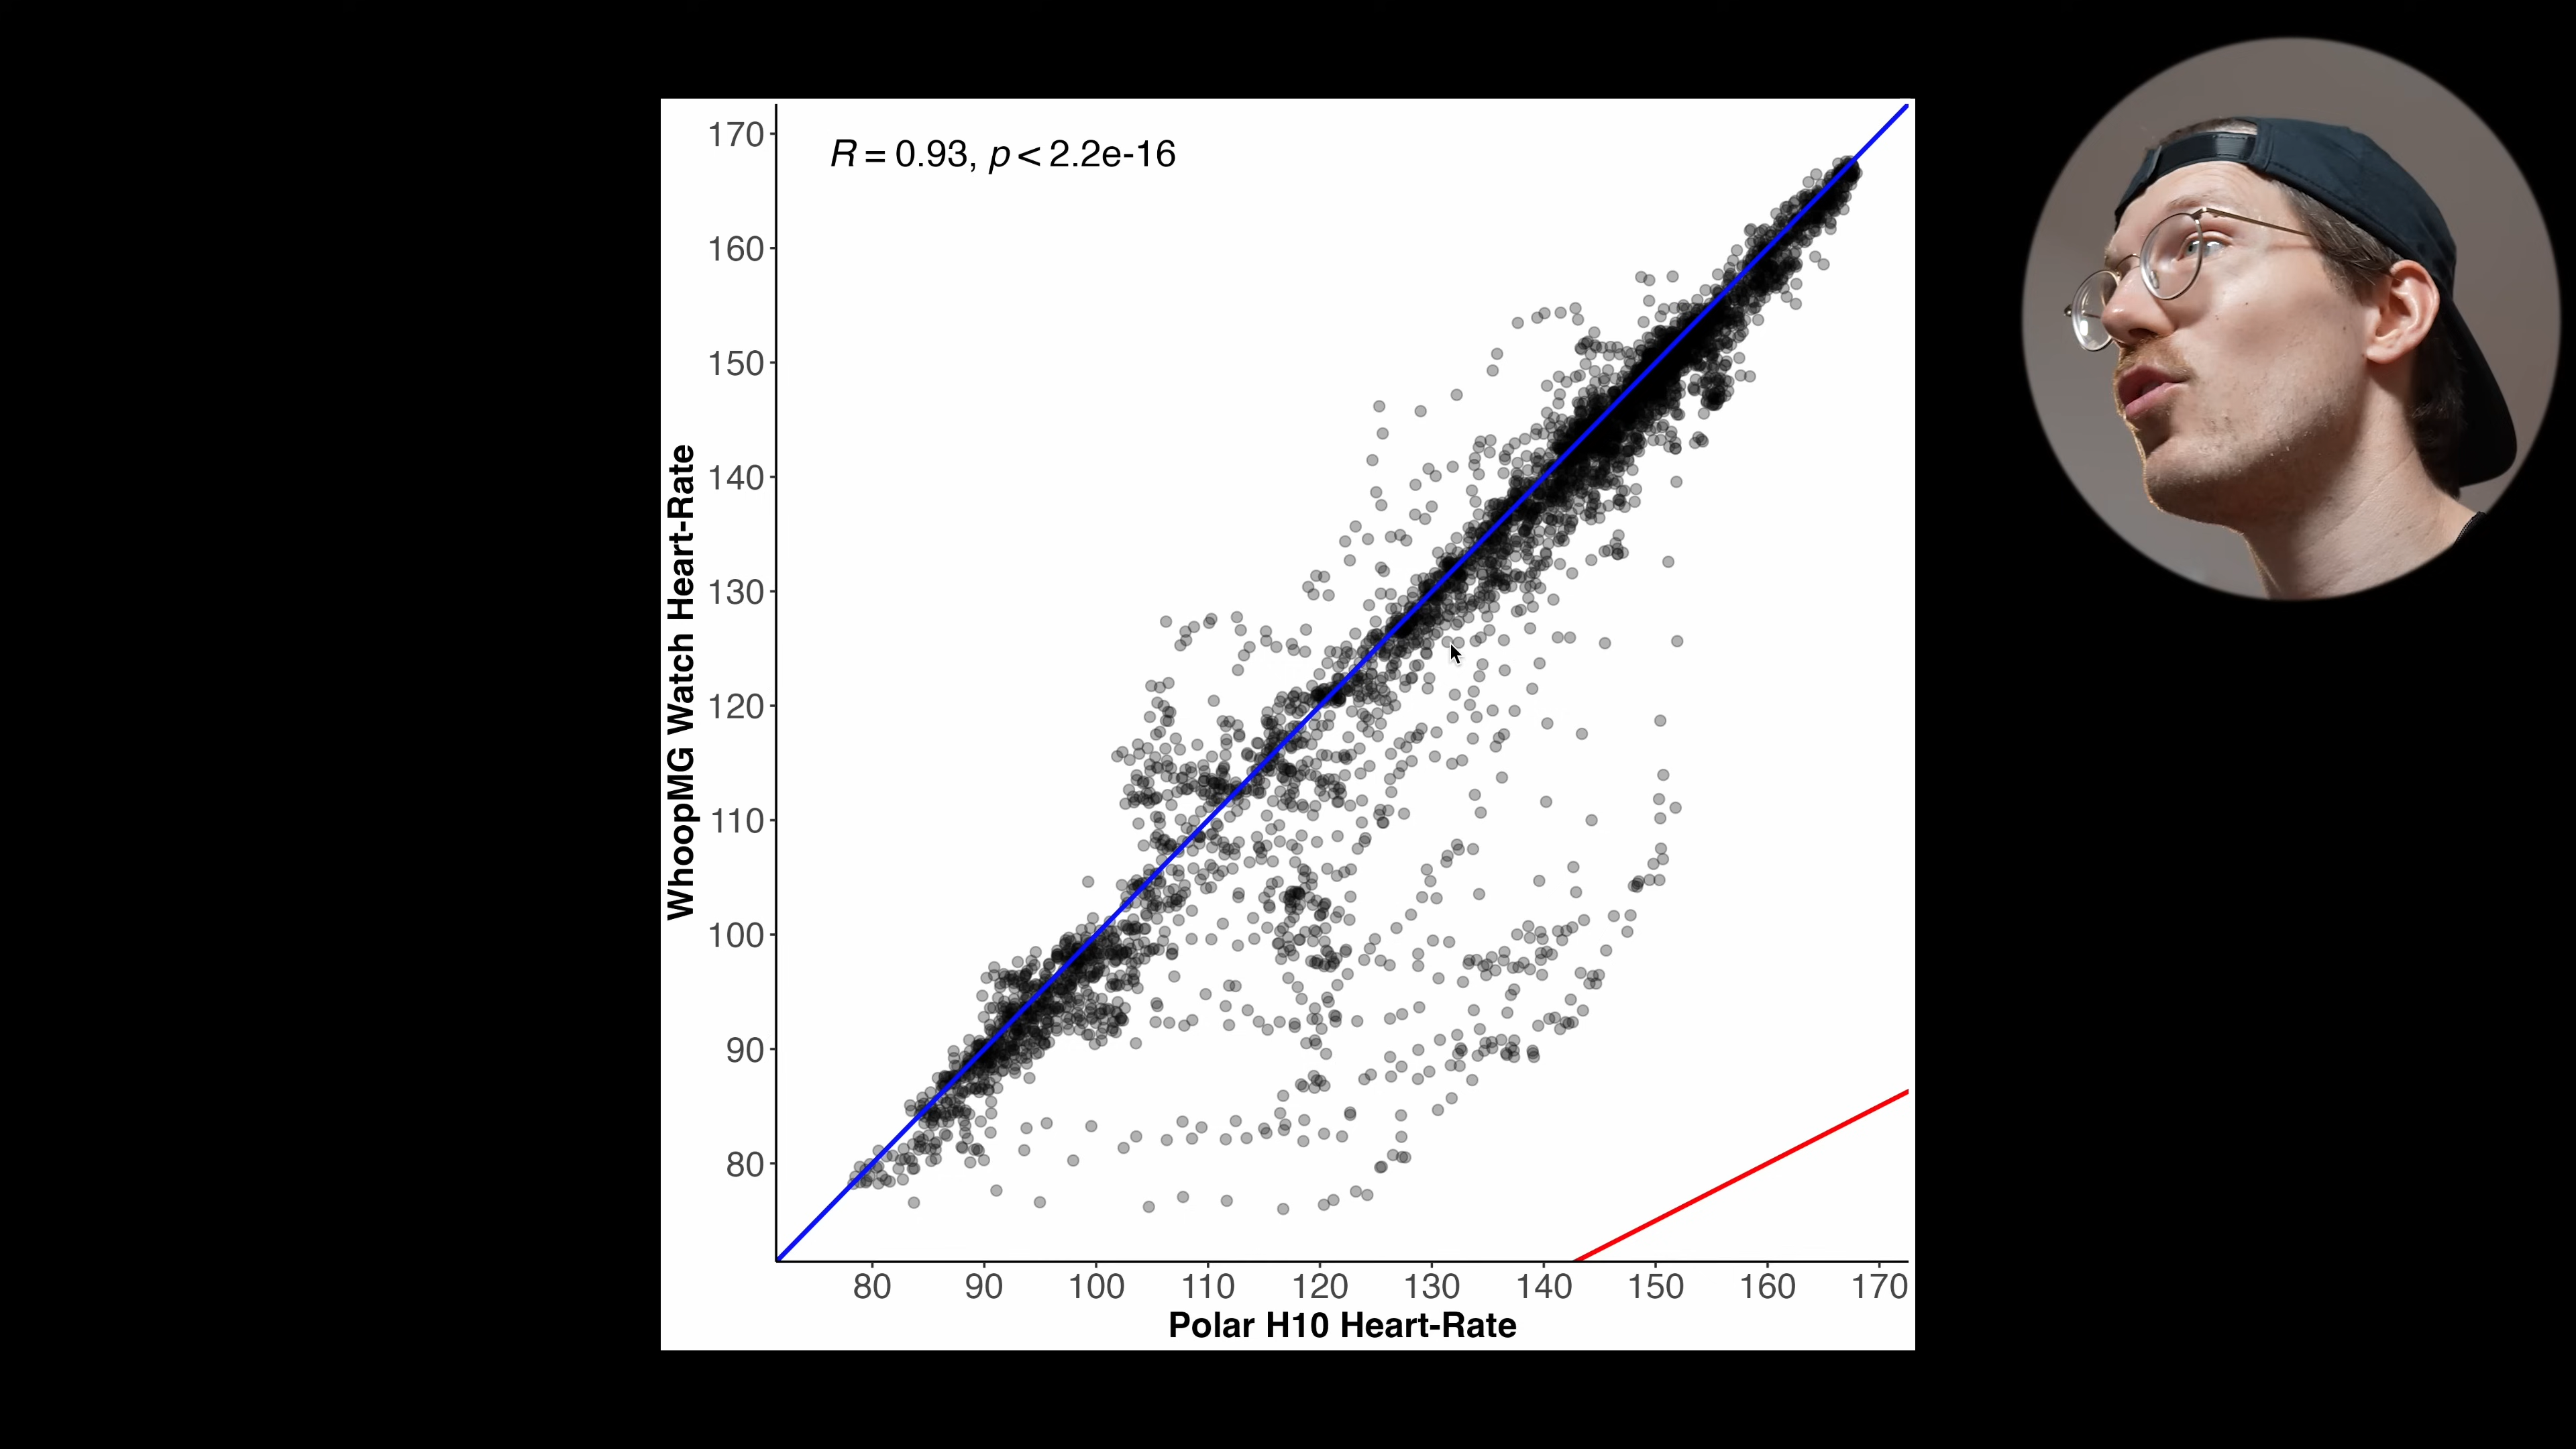 R = 0.93, p < 2.2e-16
WhoopMG Watch Heart-Rate
170
160
150
140
130
120
110
100
90
80
80 90 100 110 120 130 140 150 160 170
Polar H10 Heart-Rate